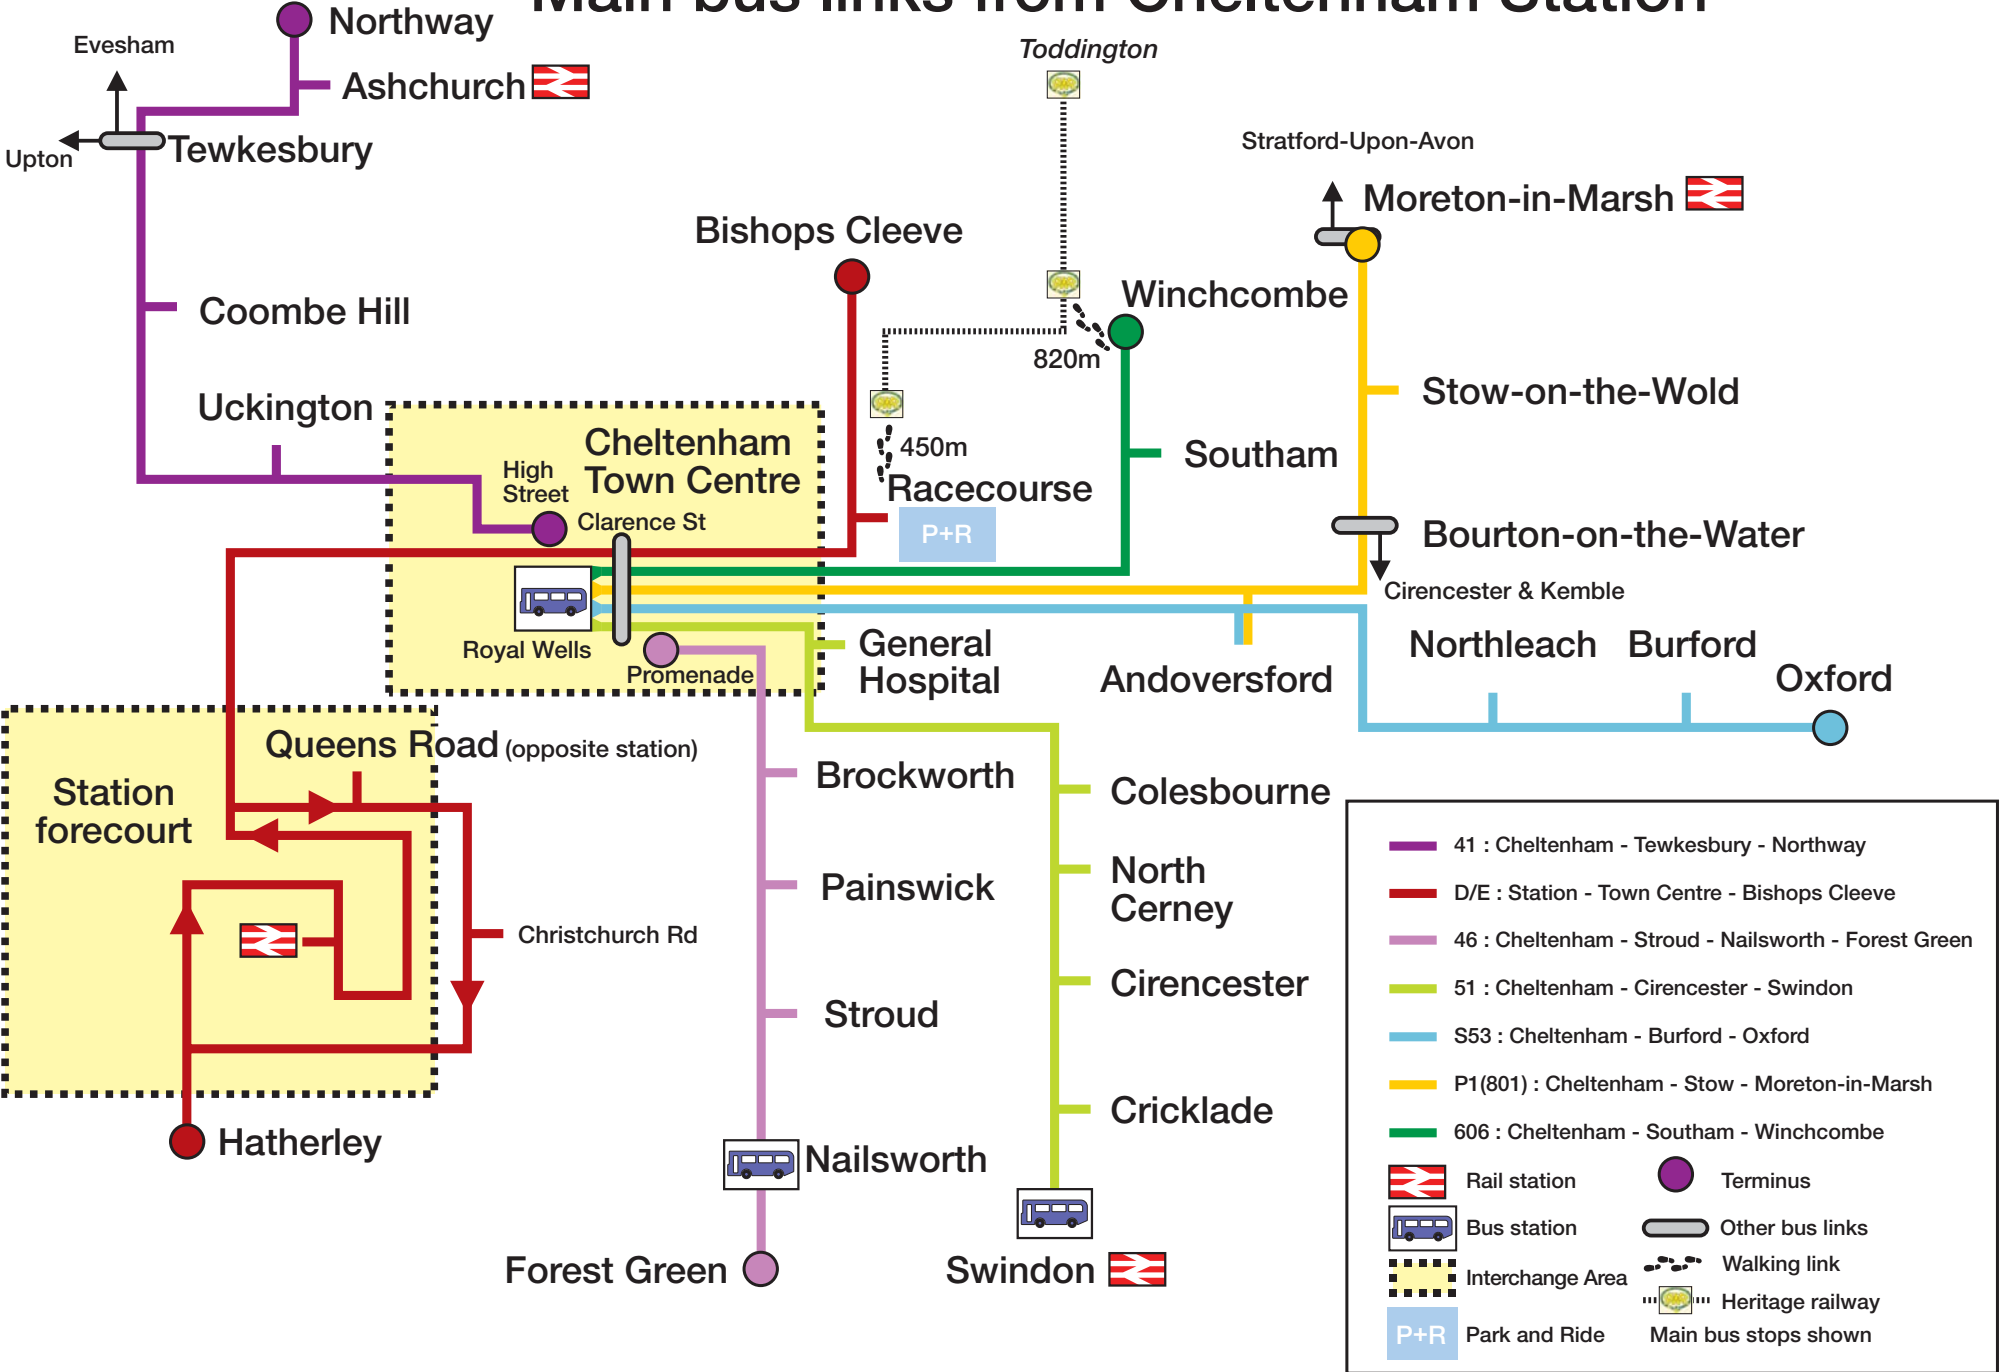 Main bus links from Cheltenham Station
Northway
Evesham
Ashchurch
Toddington
Upton
Tewkesbury
Stratford-Upon-Avon
Moreton-in-Marsh
Bishops Cleeve
Winchcombe
Coombe Hill
820m
Stow-on-the-Wold
Uckington
Cheltenham
Town Centre
High
Street
Clarence St
450m
Racecourse
P+R
Southam
Bourton-on-the-Water
Cirencester & Kemble
Royal Wells
Promenade
General
Hospital
Andoversford
Northleach
Burford
Oxford
Queens Road (opposite station)
Station
forecourt
Brockworth
Colesbourne
Painswick
North
Cerney
Christchurch Rd
Stroud
Cirencester
Cricklade
Hatherley
Nailsworth
Forest Green
Swindon
41 : Cheltenham - Tewkesbury - Northway
D/E : Station - Town Centre - Bishops Cleeve
46 : Cheltenham - Stroud - Nailsworth - Forest Green
51 : Cheltenham - Cirencester - Swindon
S53 : Cheltenham - Burford - Oxford
P1(801) : Cheltenham - Stow - Moreton-in-Marsh
606 : Cheltenham - Southam - Winchcombe
Rail station
Terminus
Bus station
Other bus links
Interchange Area
Walking link
Heritage railway
P+R
Park and Ride
Main bus stops shown